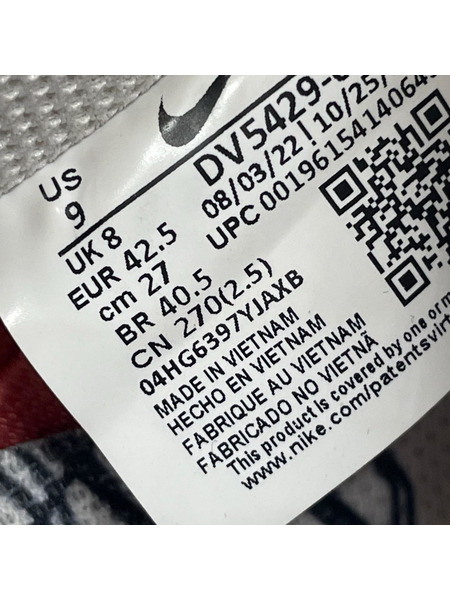 US
9
UK 8
EUR 42.5
cm 27
BR 40.5
CN 270(2.5)
04HG6397YJAXB
DV5429-
08/03/22 | 10/25/
UPC 0019615414064
MADE IN VIETNAM
HECHO EN VIETNAM
FABRIQUE AU VIETNAM
FABRICADO NO VIETNÃ
This product is covered by one or
www.nike.com/patents